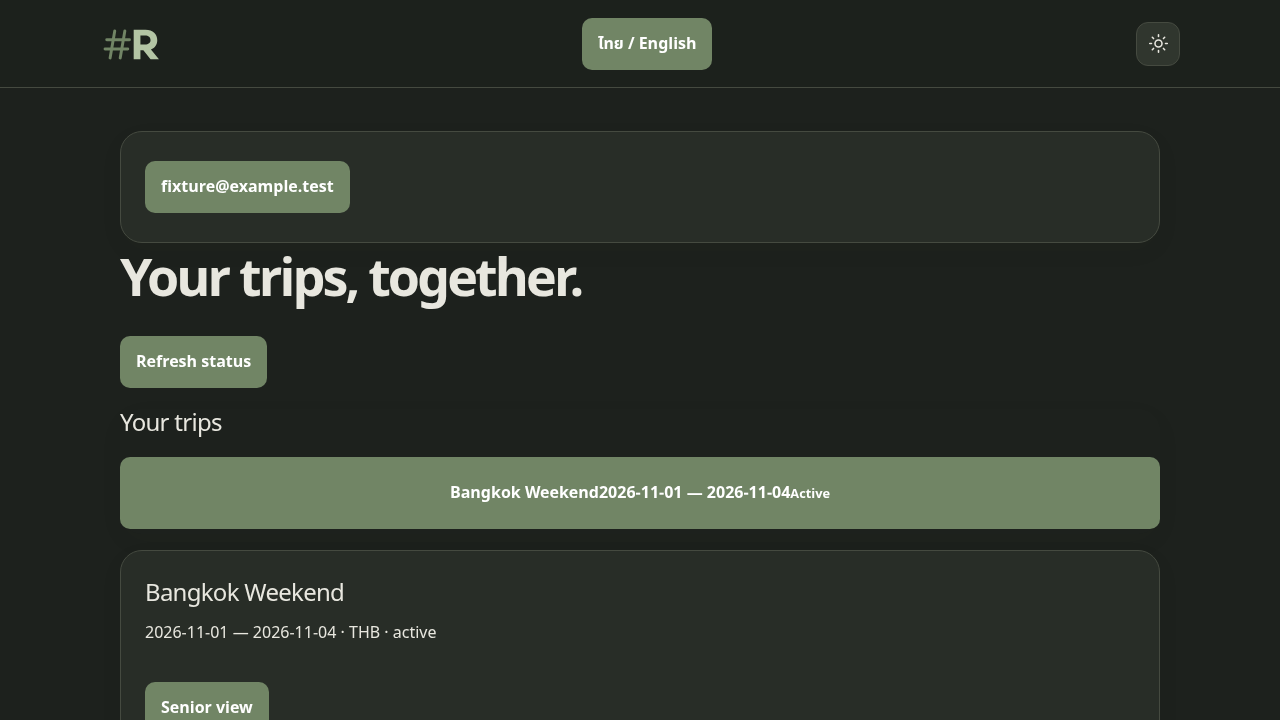 #R
ไทย / English
fixture@example.test
Your trips, together.
Refresh status
Your trips
Bangkok Weekend2026-11-01 — 2026-11-04Active
Bangkok Weekend
2026-11-01 — 2026-11-04 · THB · active
Senior view